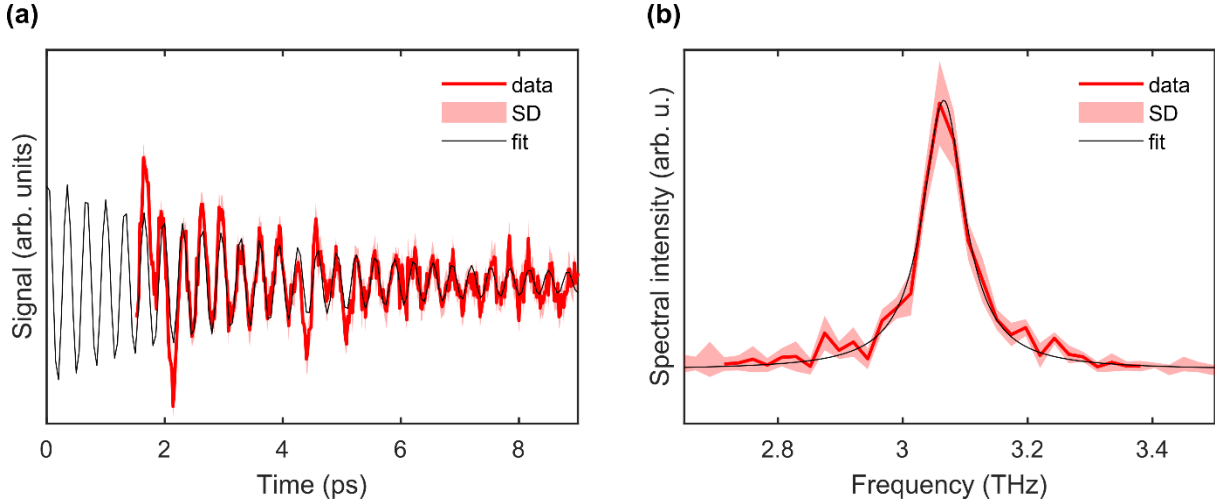 (a)
Signal (arb. units)
data
SD
fit
0 2 4 6 8
Time (ps)
(b)
Spectral intensity (arb. u.)
data
SD
fit
2.8 3 3.2 3.4
Frequency (THz)